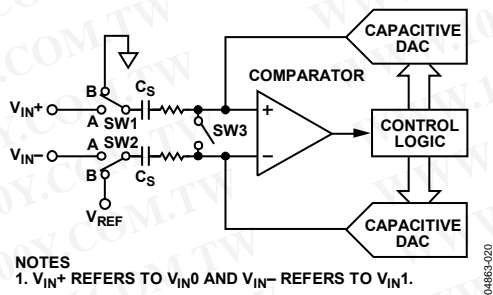 CAPACITIVE
DAC
COMPARATOR
B
CS
VIN+
A
SW1
+
SW3
CONTROL
LOGIC
VIN–
A
SW2
–
B
CS
VREF
CAPACITIVE
DAC
NOTES
1. VIN+ REFERS TO VIN0 AND VIN– REFERS TO VIN1.
04863-020